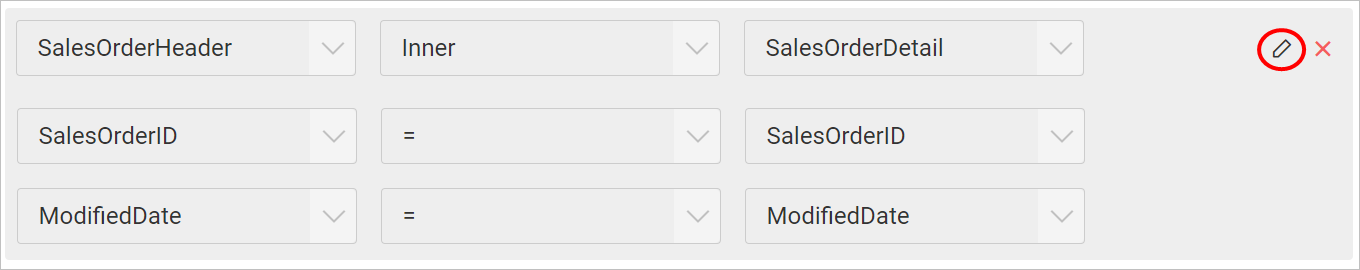 SalesOrderHeader Inner SalesOrderDetail
SalesOrderID = SalesOrderID
ModifiedDate = ModifiedDate